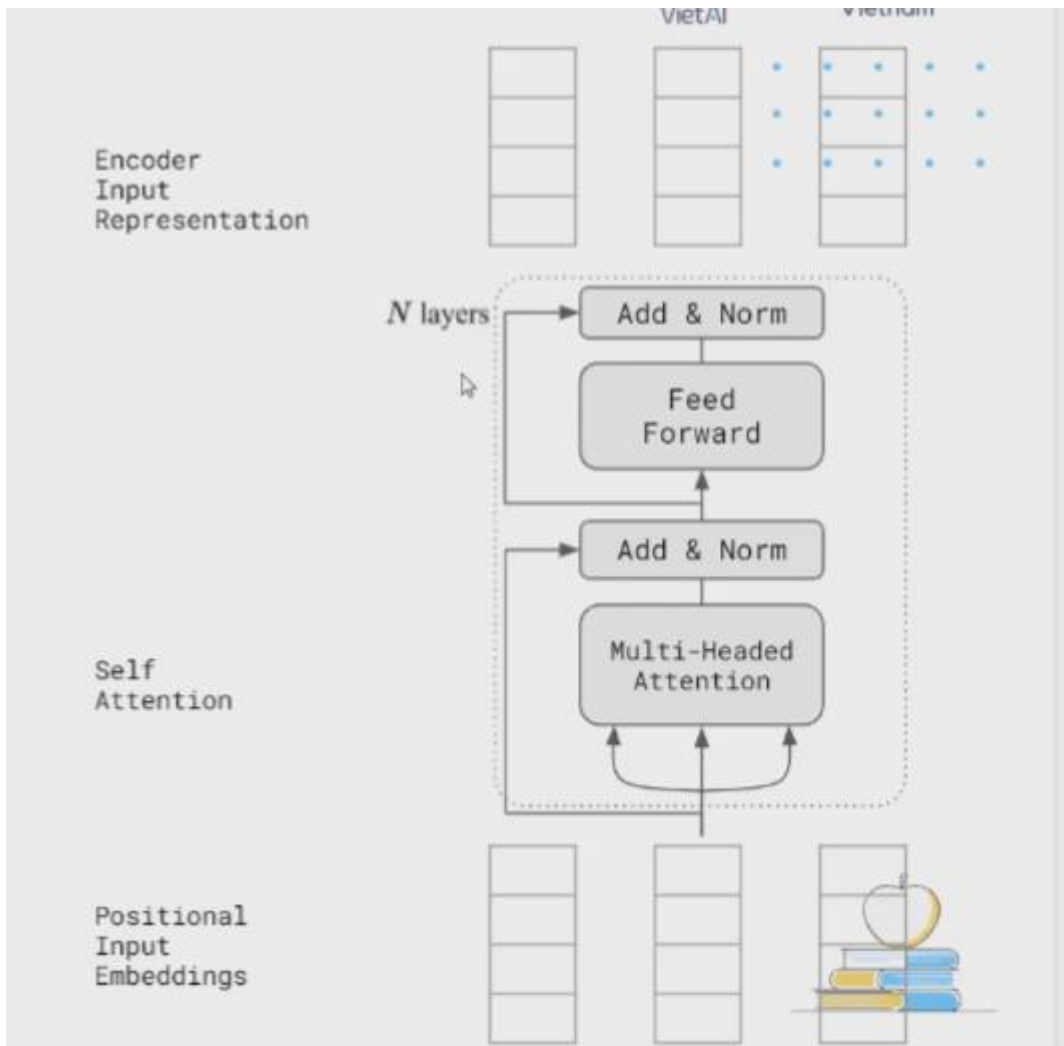 VietAI
Vietnam
Encoder
Input
Representation
N layers
Add & Norm
Feed
Forward
Add & Norm
Multi-Headed
Attention
Self
Attention
Positional
Input
Embeddings